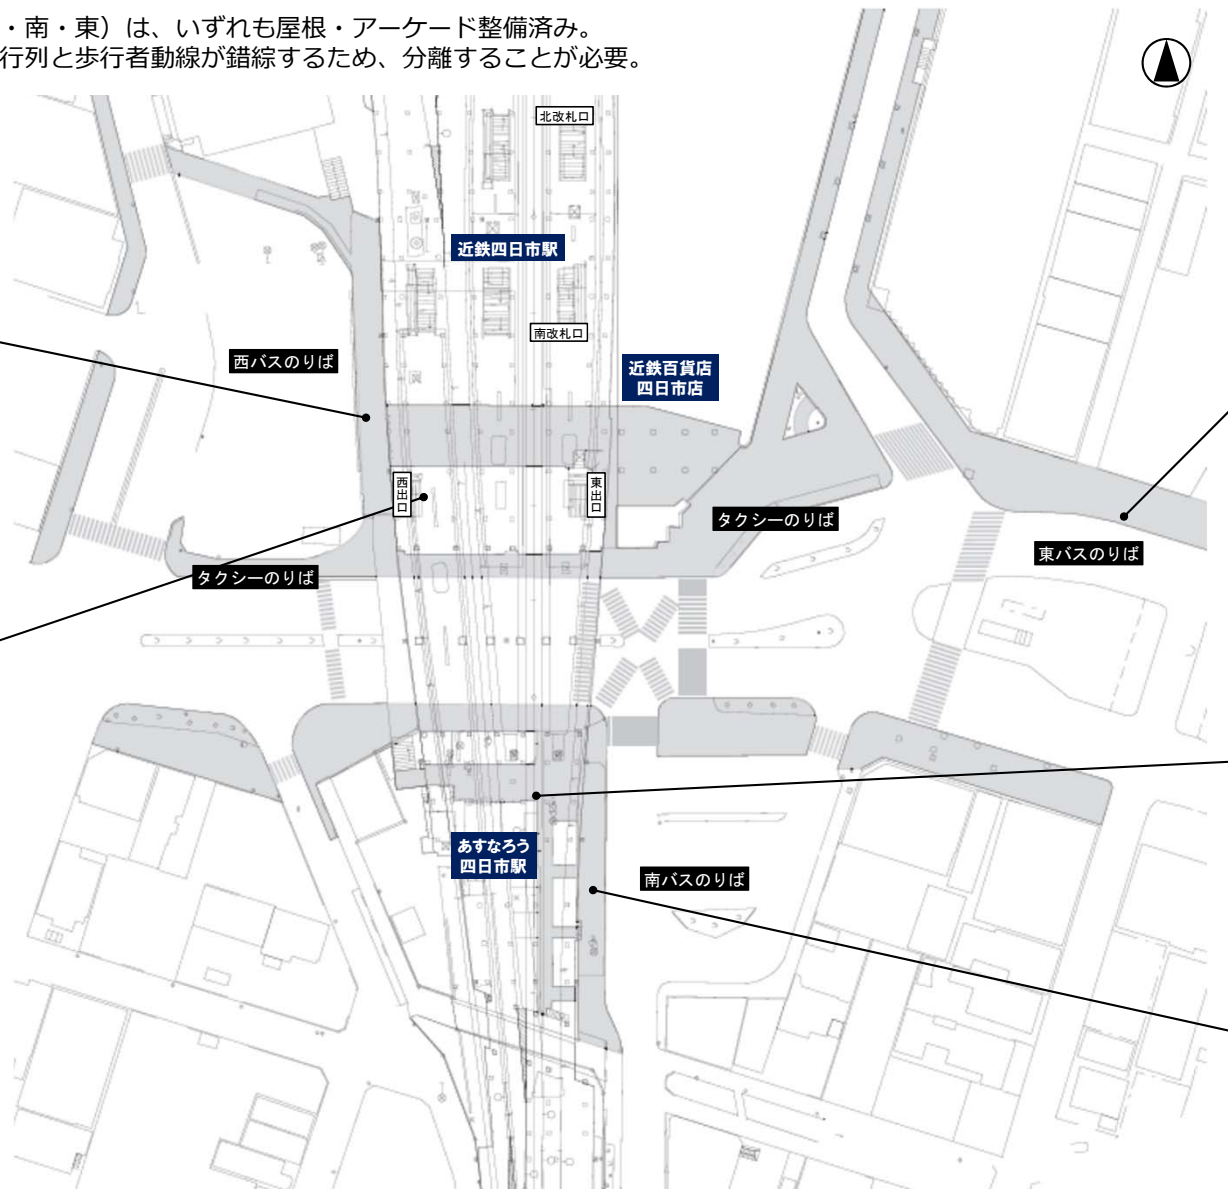 ・南・東）は、いずれも屋根・アーケード整備済み。
行列と歩行者動線が錯綜するため、分離することが必要。
北改札口
近鉄四日市駅
南改札口
西バスのりば
近鉄百貨店
四日市店
西出口
東出口
タクシーのりば
東バスのりば
タクシーのりば
あすなろう
四日市駅
南バスのりば